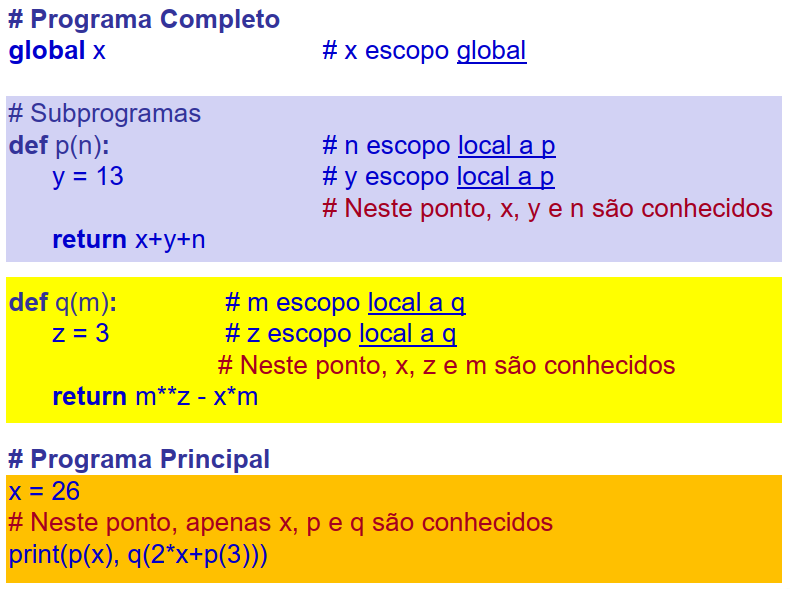 # Programa Completo
global x # x escopo global
# Subprogramas
def p(n): # n escopo local a p
y = 13 # y escopo local a p
# Neste ponto, x, y e n são conhecidos
return x+y+n
def q(m): # m escopo local a q
z = 3 # z escopo local a q
# Neste ponto, x, z e m são conhecidos
return m**z - x*m
# Programa Principal
x = 26
# Neste ponto, apenas x, p e q são conhecidos
print(p(x), q(2*x+p(3)))